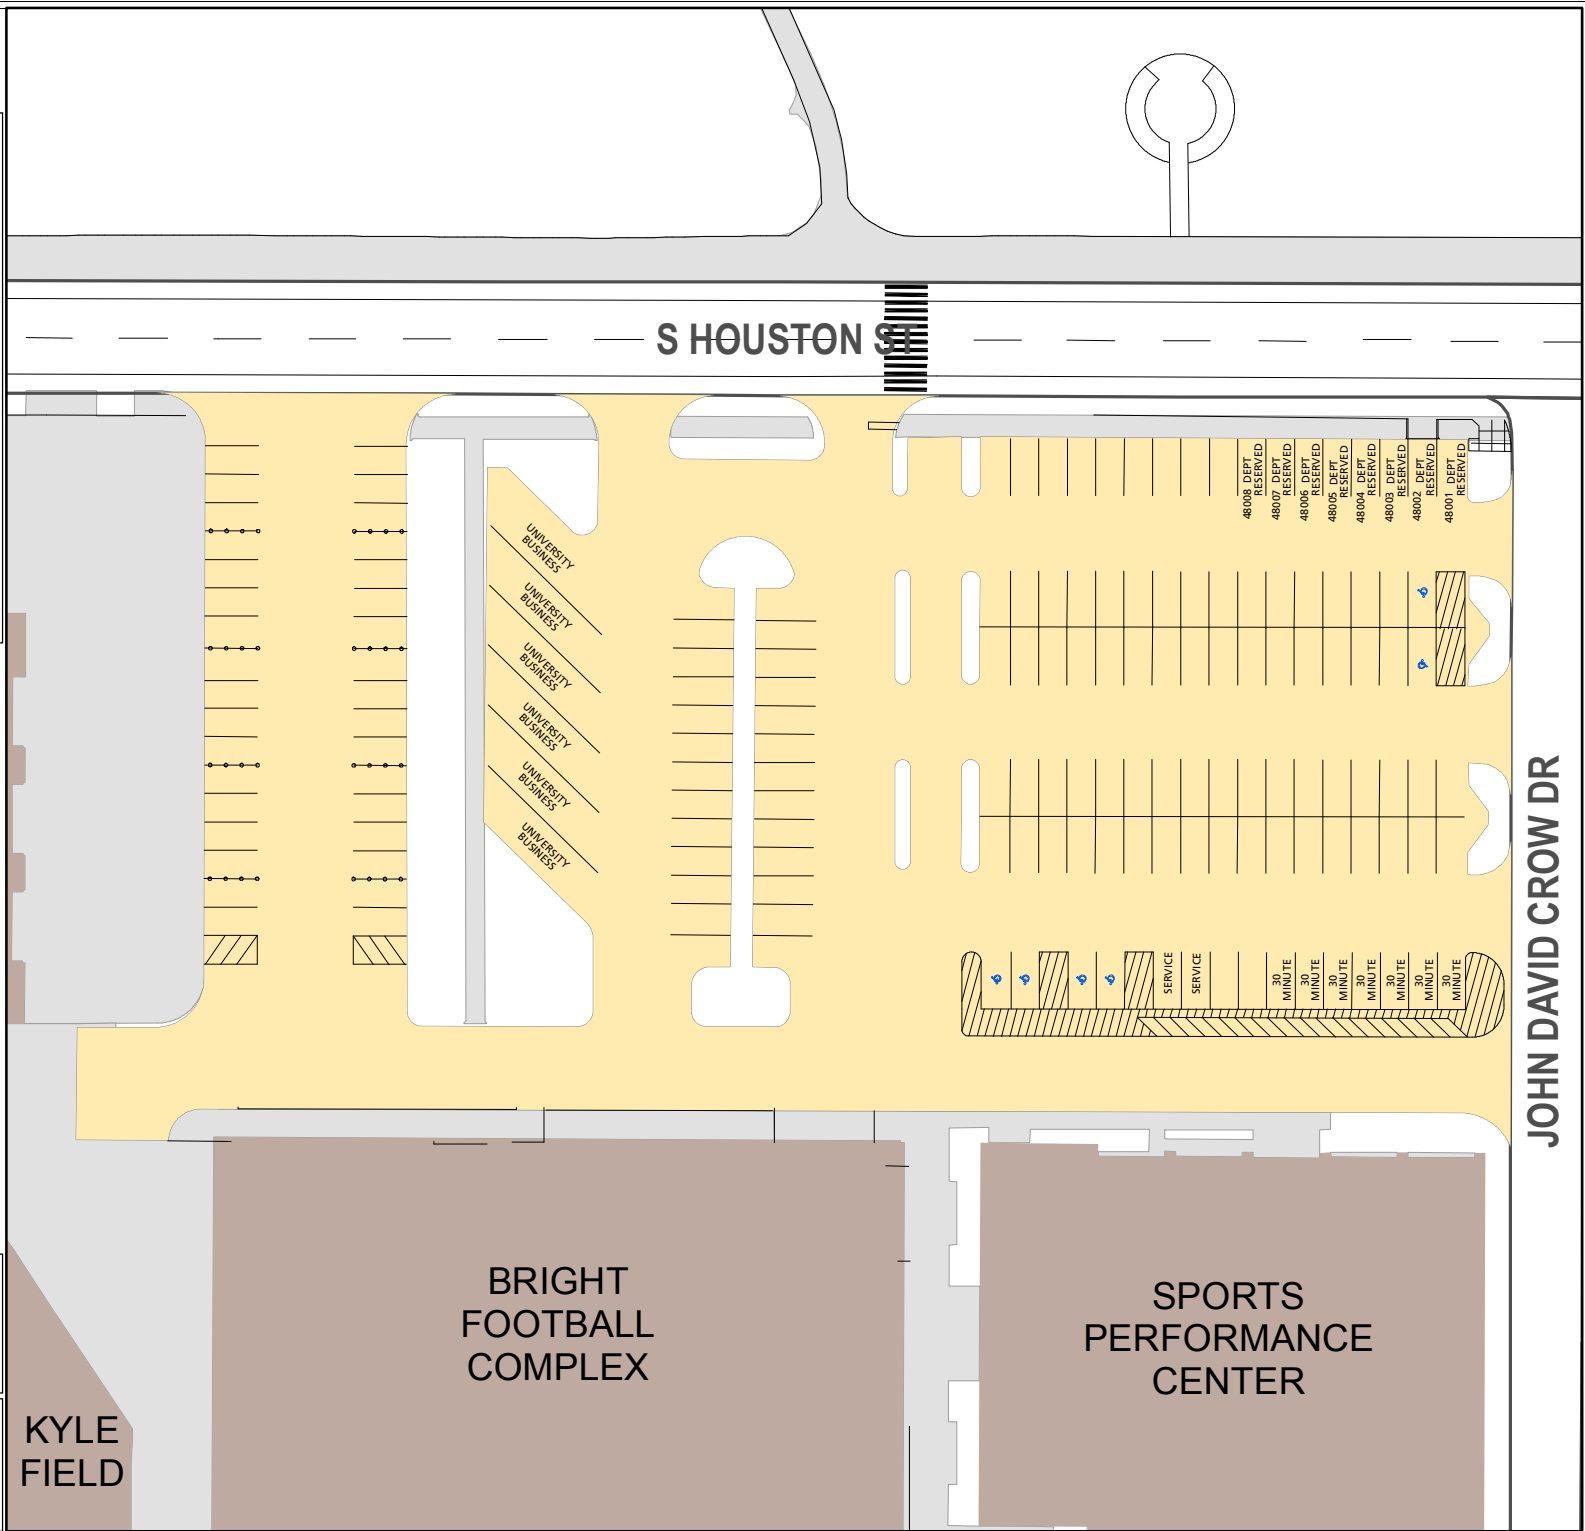 S HOUSTON ST
48008 DEPT
RESERVED
48007 DEPT
RESERVED
48006 DEPT
RESERVED
48005 DEPT
RESERVED
48004 DEPT
RESERVED
48003 DEPT
RESERVED
48002 DEPT
RESERVED
48001 DEPT
RESERVED
UNIVERSITY
BUSINESS
UNIVERSITY
BUSINESS
UNIVERSITY
BUSINESS
UNIVERSITY
BUSINESS
UNIVERSITY
BUSINESS
UNIVERSITY
BUSINESS
JOHN DAVID CROW DR
SERVICE
SERVICE
30
MINUTE
30
MINUTE
30
MINUTE
30
MINUTE
30
MINUTE
30
MINUTE
30
MINUTE
BRIGHT
FOOTBALL
COMPLEX
SPORTS
PERFORMANCE
CENTER
KYLE
FIELD